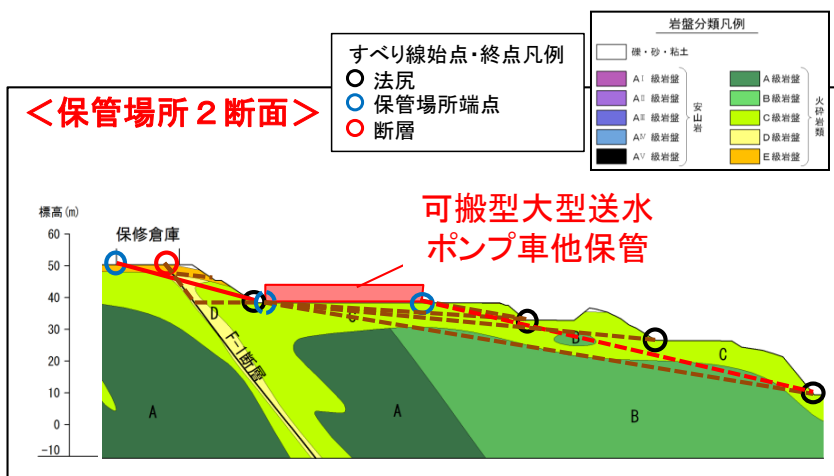 岩盤分類凡例
礫・砂・粘土
AⅠ 級岩盤
AⅡ 級岩盤
AⅢ 級岩盤
AⅣ 級岩盤
AⅤ 級岩盤
安山岩
A級岩盤
B級岩盤
C級岩盤
D級岩盤
E級岩盤
火砕岩類
すべり線始点・終点凡例
法尻
保管場所端点
断層
＜保管場所２断面＞
可搬型大型送水
ポンプ車他保管
標高(m)
保修倉庫
60
50
40
30
20
10
0
-10
D
C
B
C
F-1断層
A
A
B